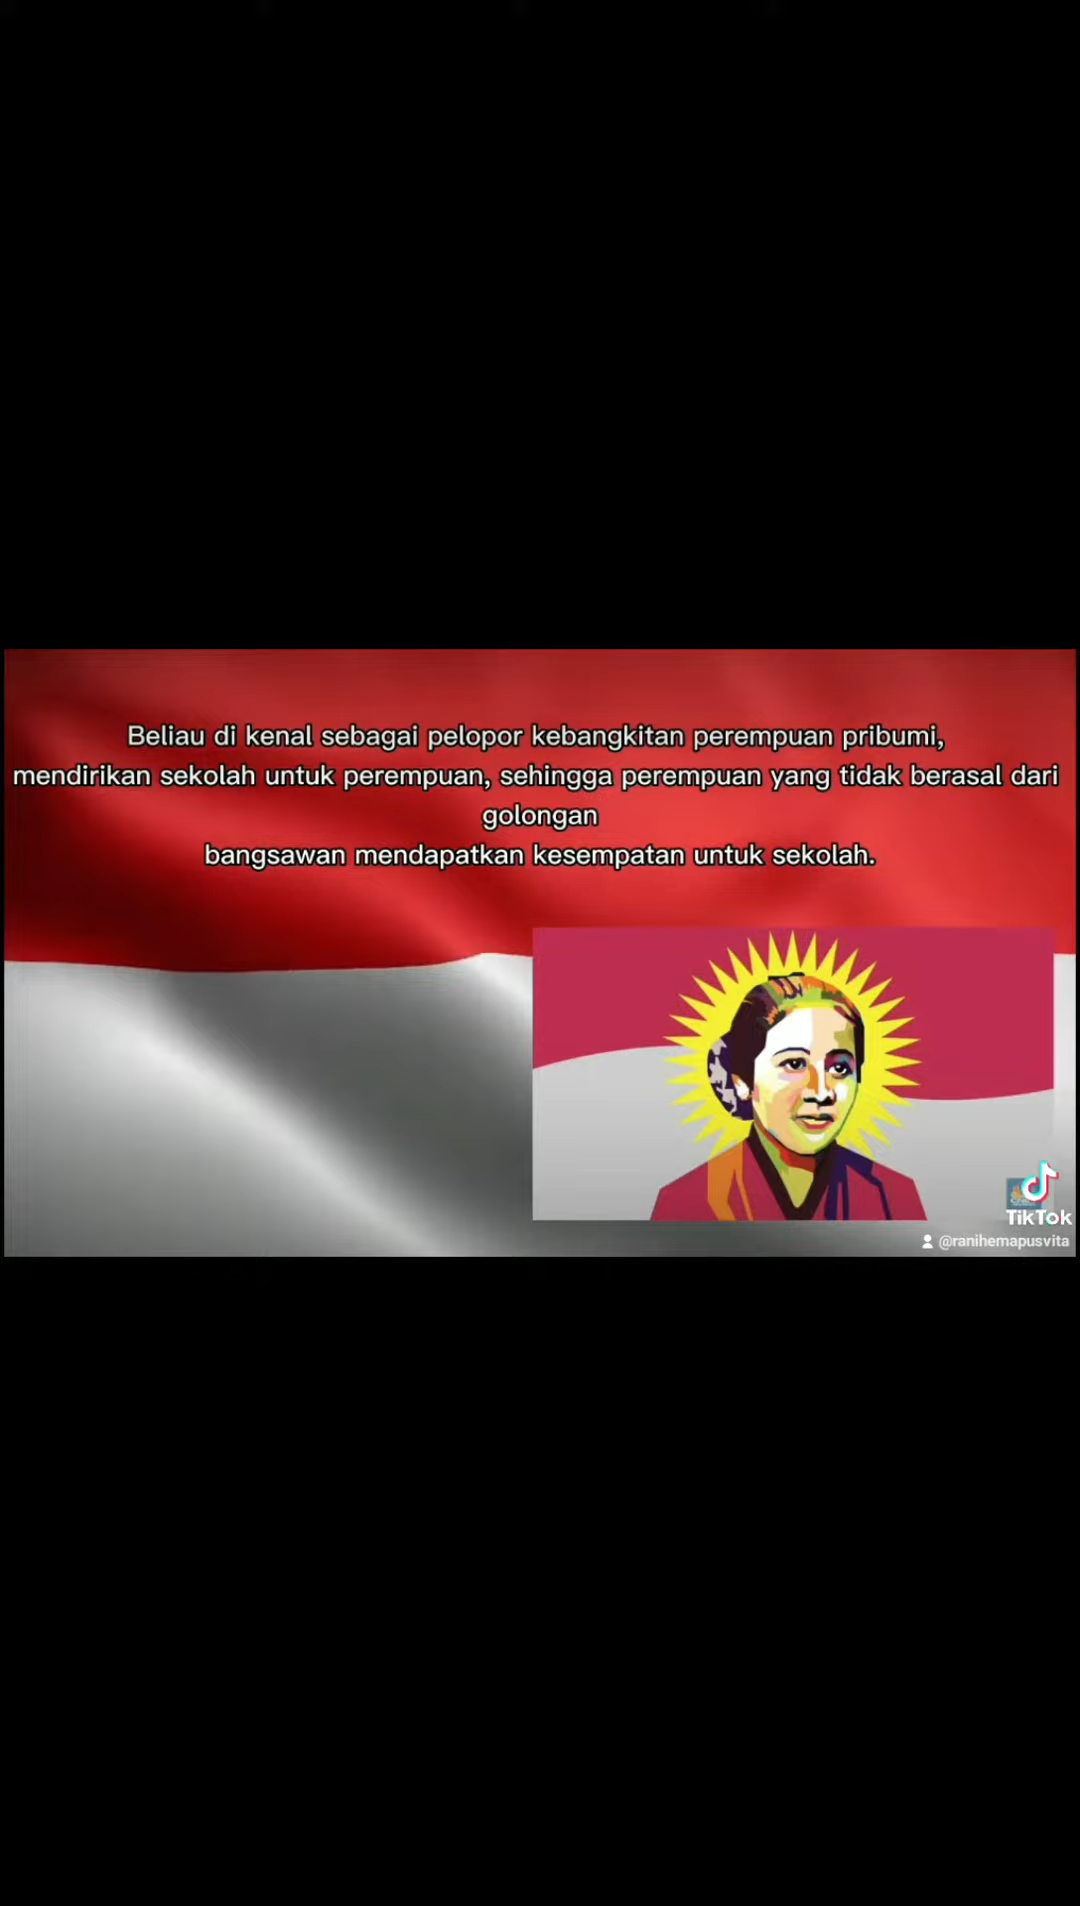 Beliau di kenal sebagai pelopor kebangkitan perempuan pribumi,
mendirikan sekolah untuk perempuan, sehingga perempuan yang tidak berasal dari
golongan
bangsawan mendapatkan kesempatan untuk sekolah.
TikTok
@ranihemapusvita